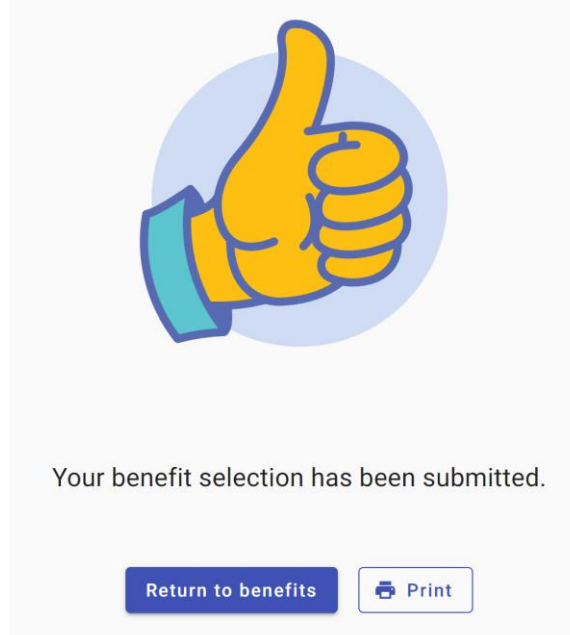 Your benefit selection has been submitted.
Return to benefits
Print